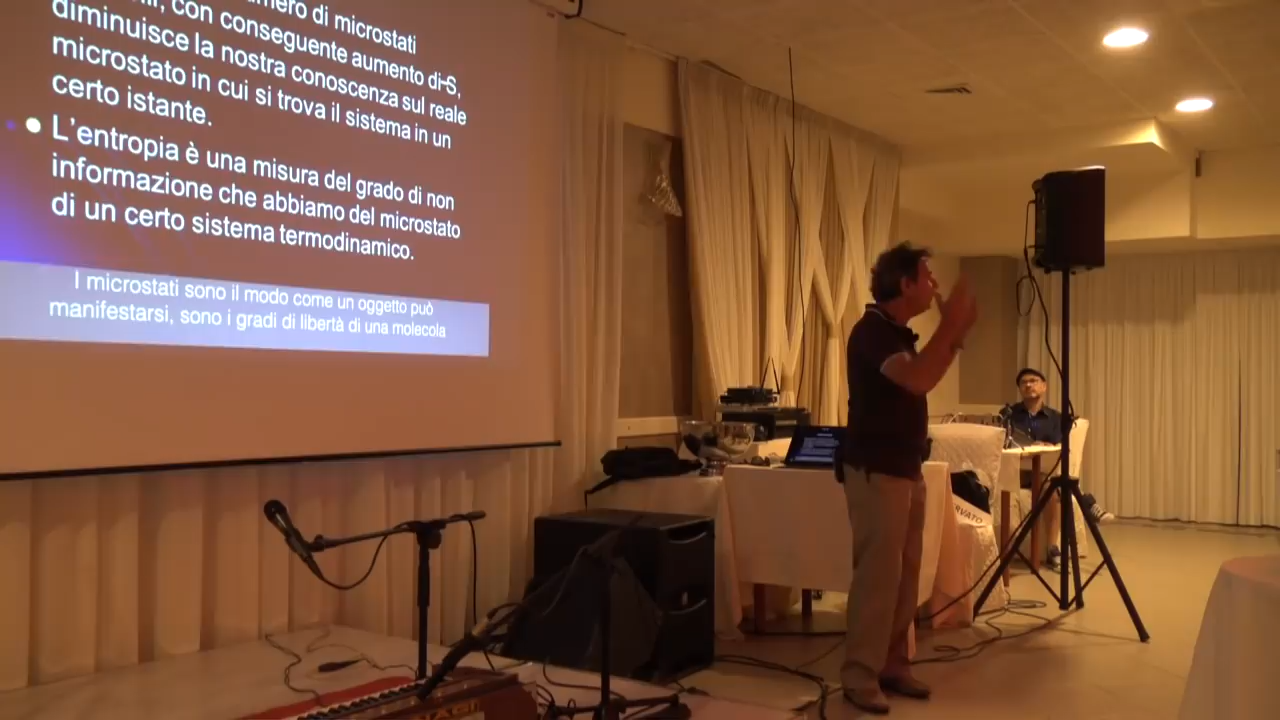 di microstati
con conseguente aumento di S,
diminuisce la nostra conoscenza sul reale
microstato in cui si trova il sistema in un
certo istante.
L'entropia è una misura del grado di non
informazione che abbiamo del microstato
di un certo sistema termodinamico.
I microstati sono il modo come un oggetto può
manifestarsi, sono i gradi di libertà di una molecola
RVATO